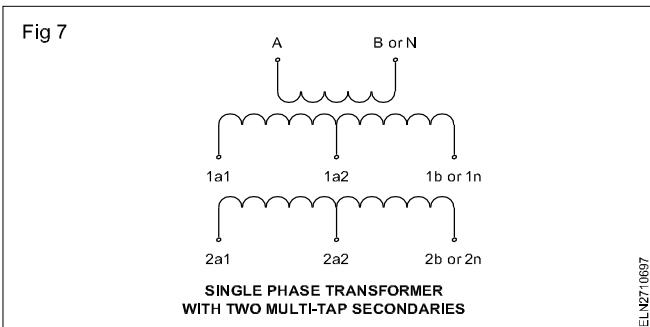 Fig 7
A B or N
1a1 1a2 1b or 1n
2a1 2a2 2b or 2n
SINGLE PHASE TRANSFORMER
WITH TWO MULTI-TAP SECONDARIES
ELN2710697